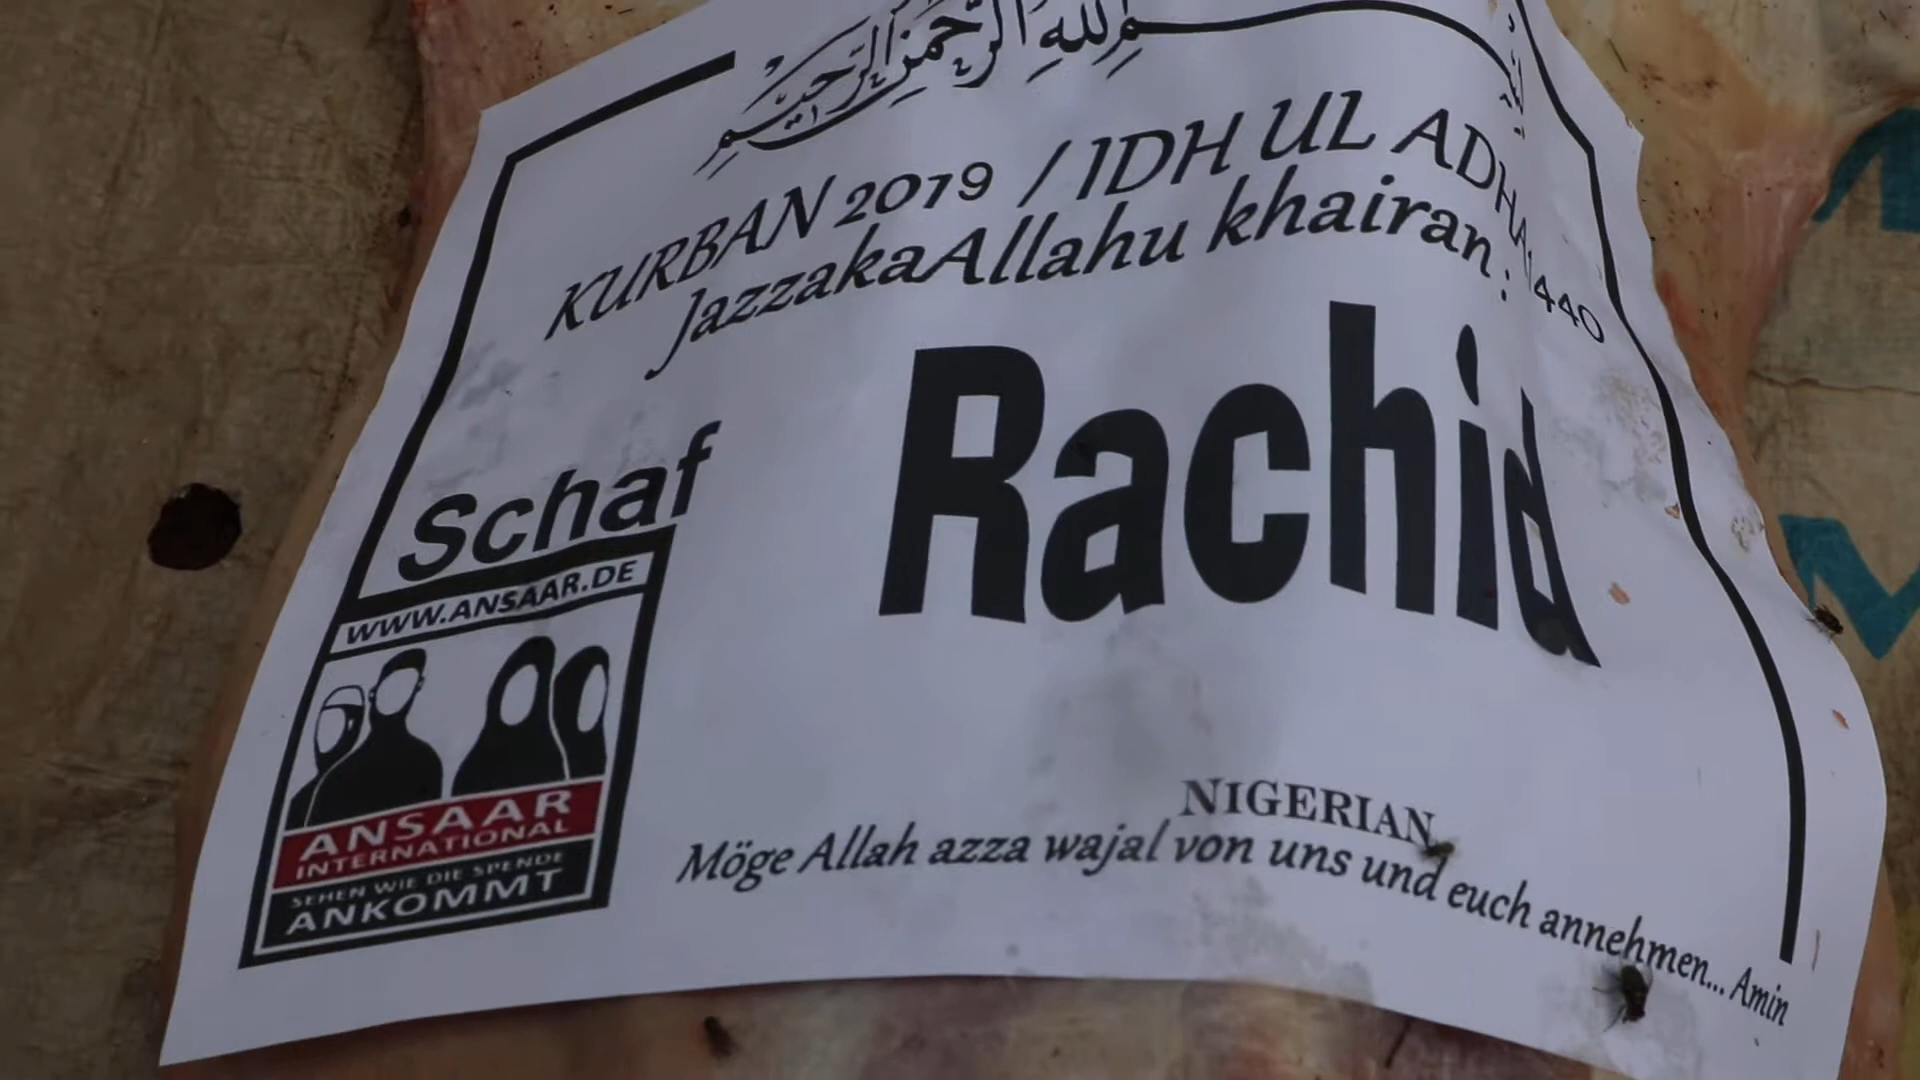 بسم الله الرحمن الرحيم
KURBAN 2019 / IDH UL ADHA 1440
JazzakaAllahu khairan :
Rachid
Schaf
WWW.ANSAAR.DE
ANSAAR
INTERNATIONAL
SEHEN WIE DIE SPENDE
ANKOMMT
NIGERIAN
Möge Allah azza wajal von uns und euch annehmen... Amin